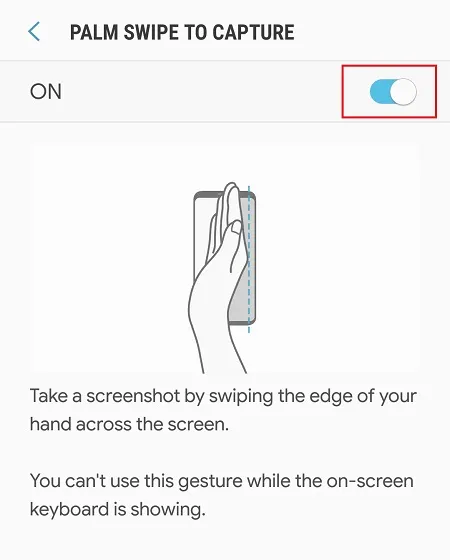 PALM SWIPE TO CAPTURE
ON
Take a screenshot by swiping the edge of your
hand across the screen.
You can't use this gesture while the on-screen
keyboard is showing.